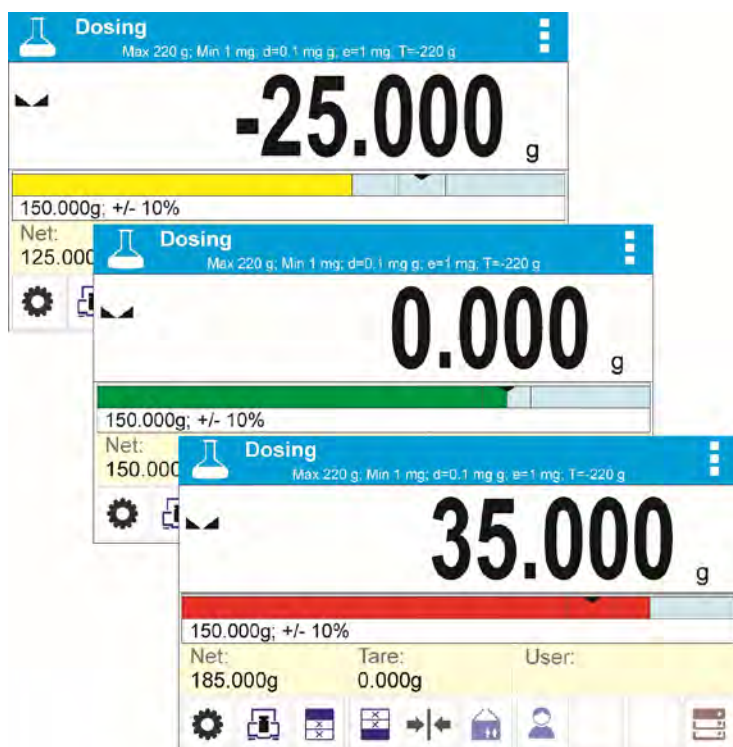 Dosing
Max 220 g; Min 1 mg; d=0.1 mg g; e=1 mg; T=-220 g
-25.000 g
150.000g; +/- 10%
Net:
125.000
Dosing
Max 220 g; Min 1 mg; d=0.1 mg g; e=1 mg; T=-220 g
0.000 g
150.000g; +/- 10%
Net:
150.000
Dosing
Max 220 g; Min 1 mg; d=0.1 mg g; e=1 mg; T=-220 g
35.000 g
150.000g; +/- 10%
Net: Tare: User:
185.000g 0.000g